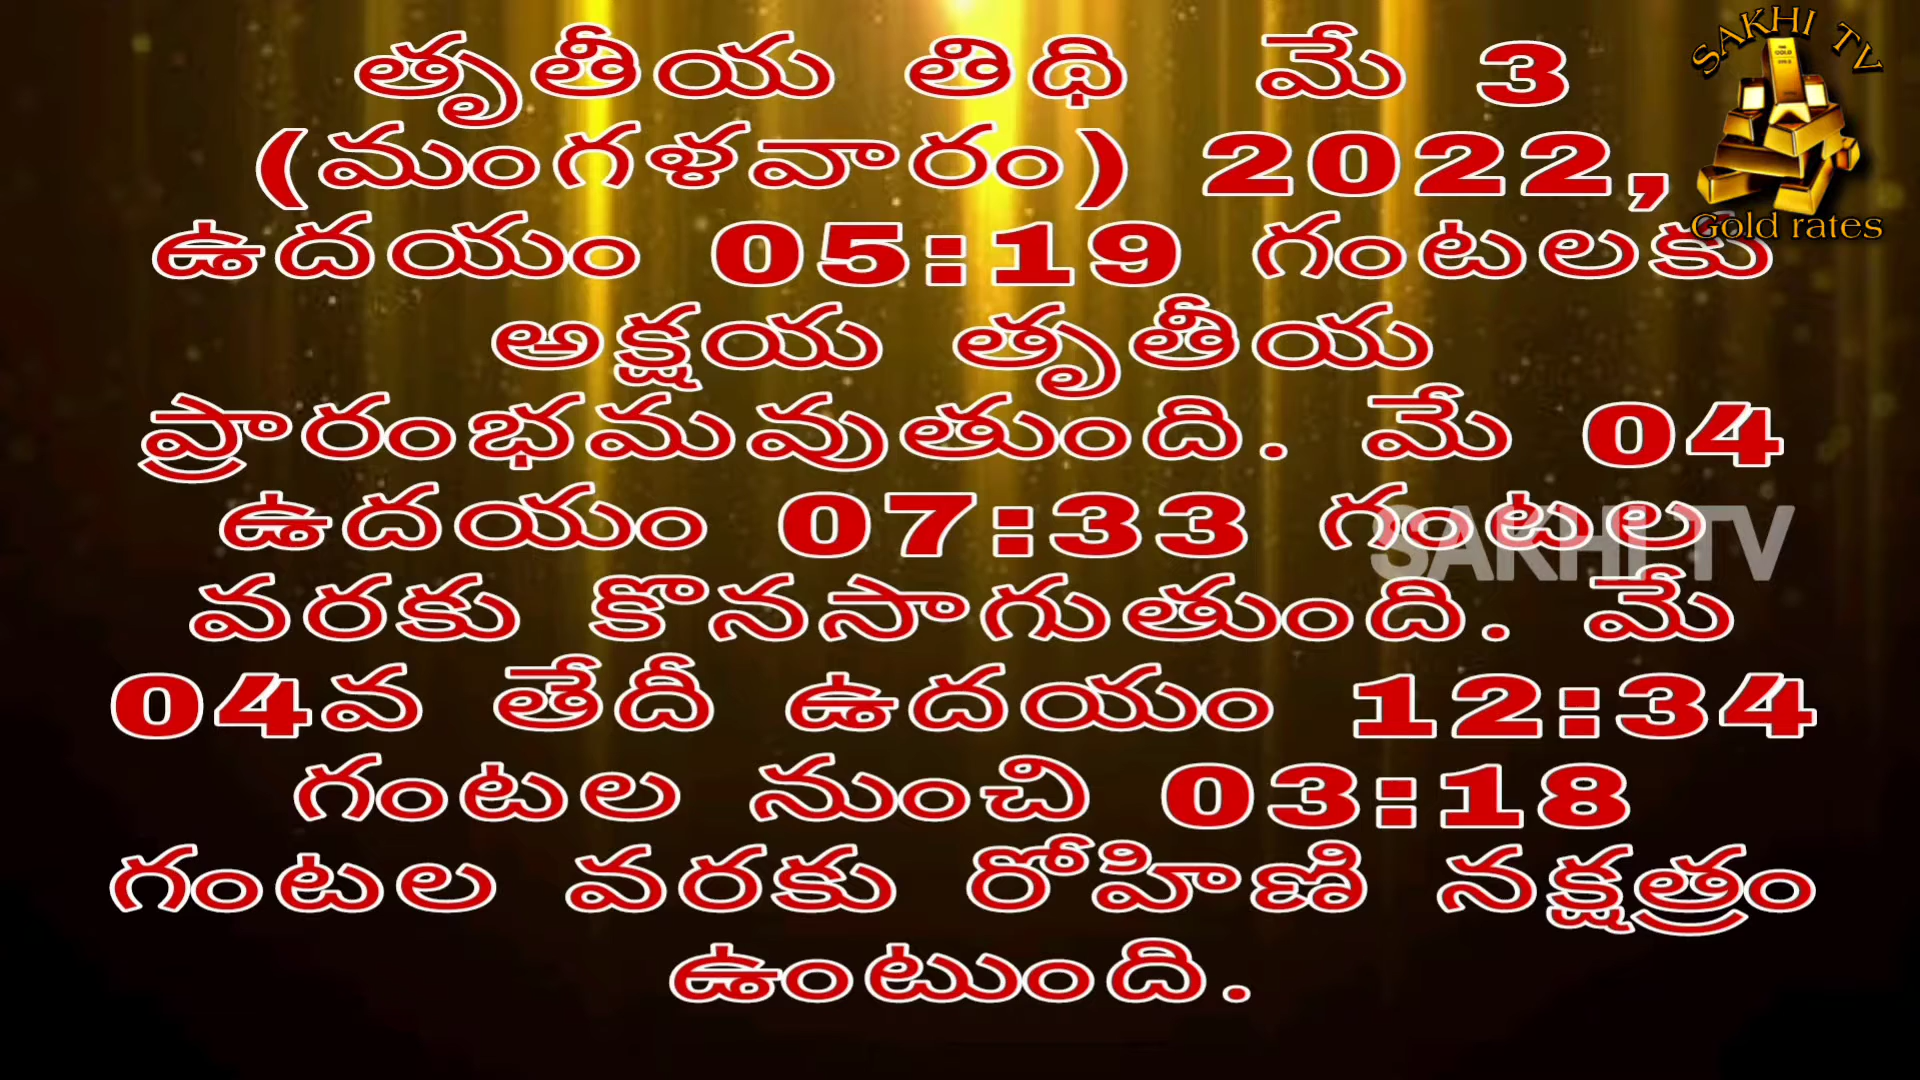 తృతీయ తిథి మే 3
(మంగళవారం) 2022,
ఉదయం 05:19 గంటలకు
అక్షయ తృతీయ
ప్రారంభమవుతుంది. మే 04
ఉదయం 07:33 గంటల
వరకు కొనసాగుతుంది. మే
04వ తేదీ ఉదయం 12:34
గంటల నుంచి 03:18
గంటల వరకు రోహిణి నక్షత్రం
ఉంటుంది.
SAKHI TV
Gold rates
SAKHI TV